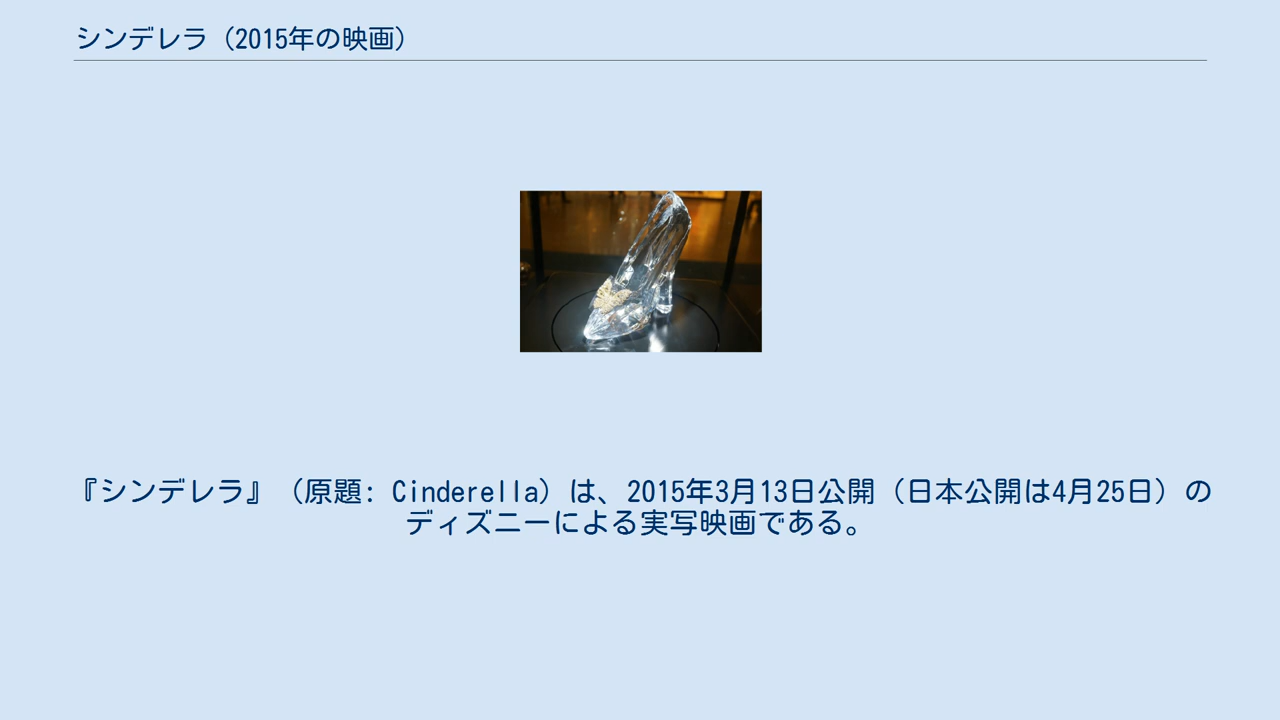 シンデレラ（2015年の映画）
『シンデレラ』（原題: Cinderella）は、2015年3月13日公開（日本公開は4月25日）の
ディズニーによる実写映画である。